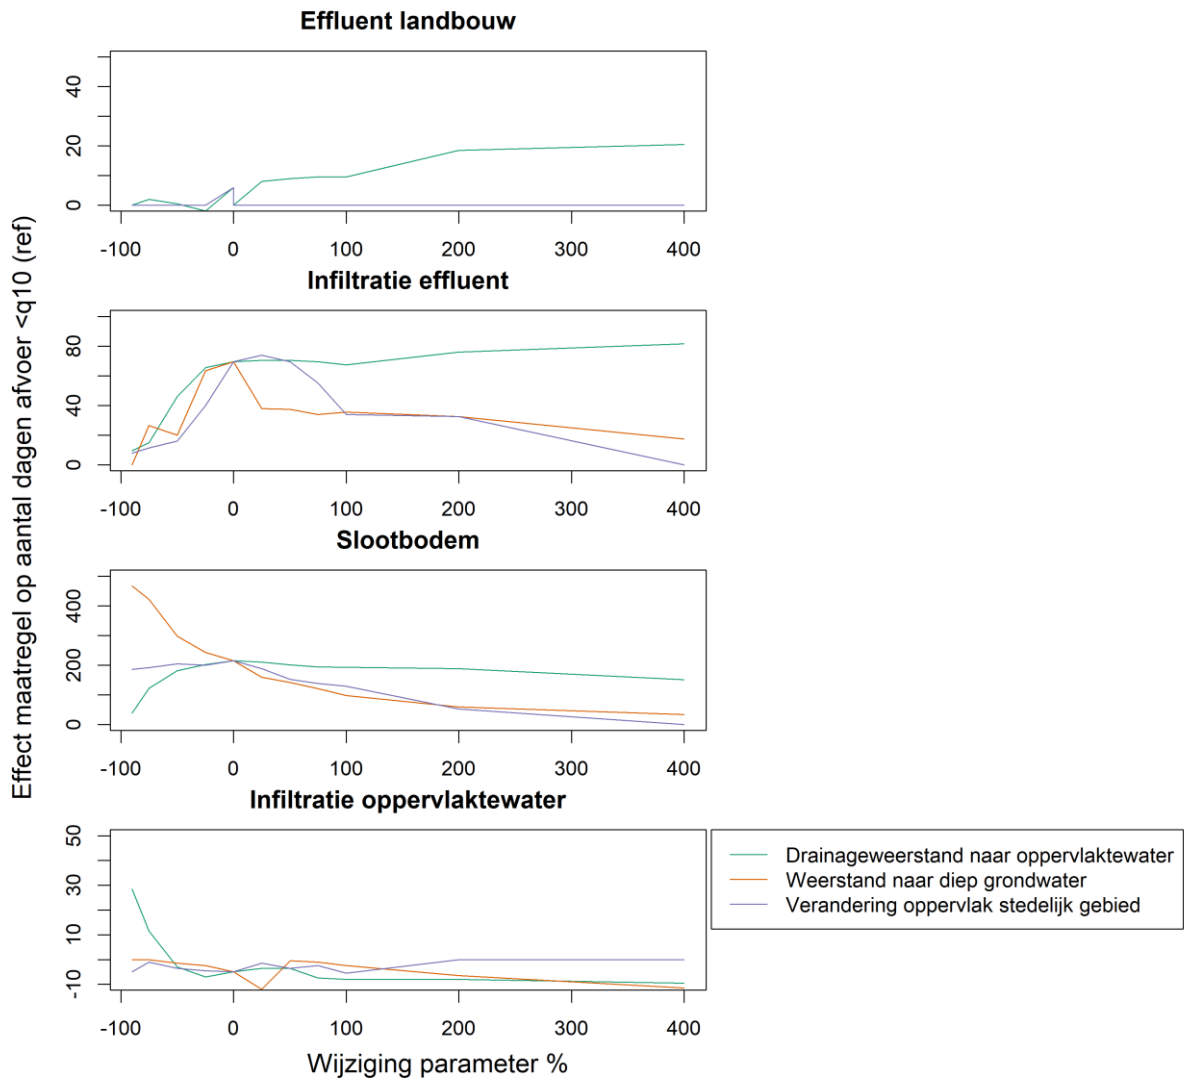 Effluent landbouw
0 20 40
-100 0 100 200 300 400
Infiltratie effluent
0 40 80
-100 0 100 200 300 400
Slootbodem
0 200 400
-100 0 100 200 300 400
Infiltratie oppervlaktewater
-10 10 30 50
-100 0 100 200 300 400
Wijziging parameter %
Effect maatregel op aantal dagen afvoer <q10 (ref)
Drainageweerstand naar oppervlaktewater
Weerstand naar diep grondwater
Verandering oppervlak stedelijk gebied